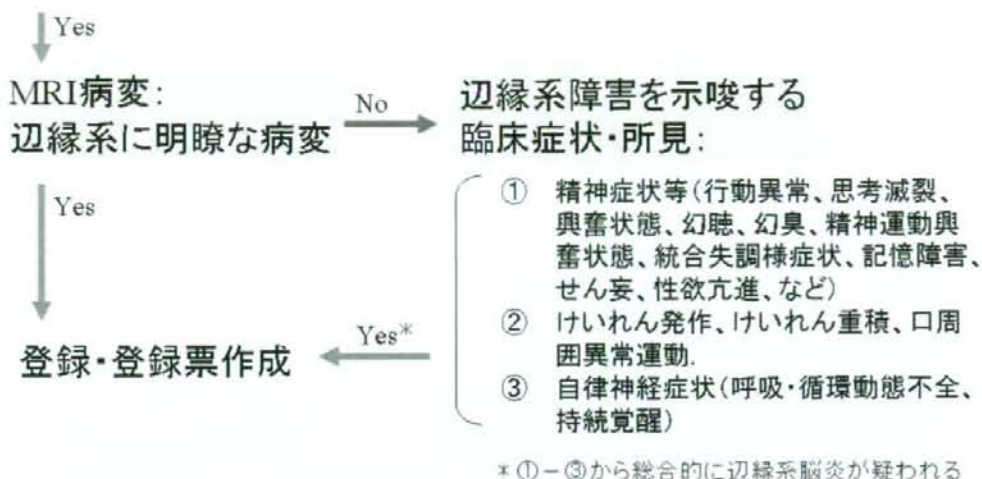 Yes
MRI病変:
辺縁系に明瞭な病変
No
辺縁系障害を示唆する
臨床症状・所見:
① 精神症状等(行動異常、思考滅裂、
興奮状態、幻聴、幻臭、精神運動興
奮状態、統合失調様症状、記憶障害、
せん妄、性欲亢進、など)
② けいれん発作、けいれん重積、口周
囲異常運動.
③ 自律神経症状(呼吸・循環動態不全、
持続覚醒)
Yes
Yes*
登録・登録票作成
*①-③から総合的に辺縁系脳炎が疑われる